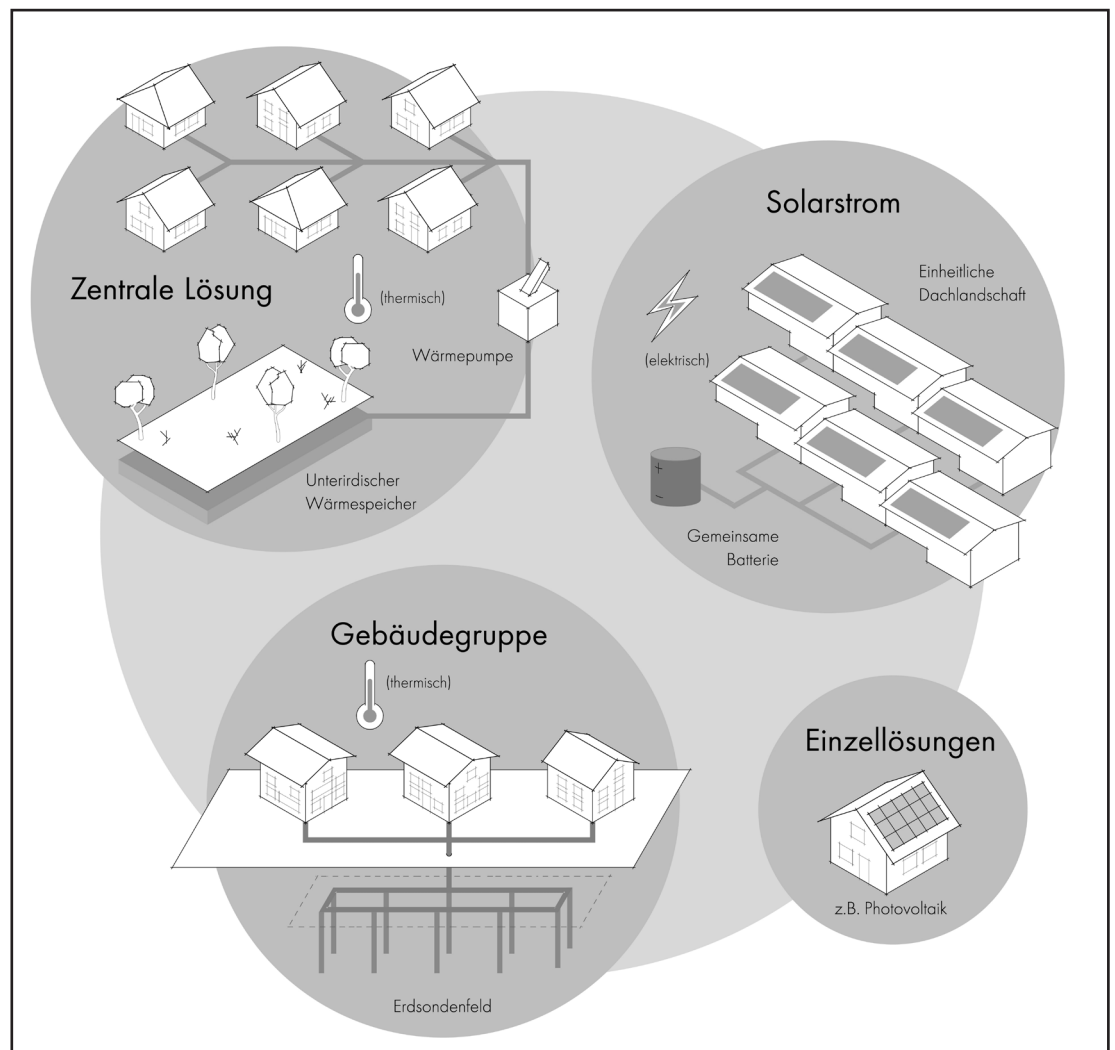 Zentrale Lösung
(thermisch)
Wärmepumpe
Unterirdischer
Wärmespeicher
Solarstrom
Einheitliche
Dachlandschaft
(elektrisch)
+
–
Gemeinsame
Batterie
Gebäudegruppe
(thermisch)
Erdsondenfeld
Einzellösungen
z.B. Photovoltaik